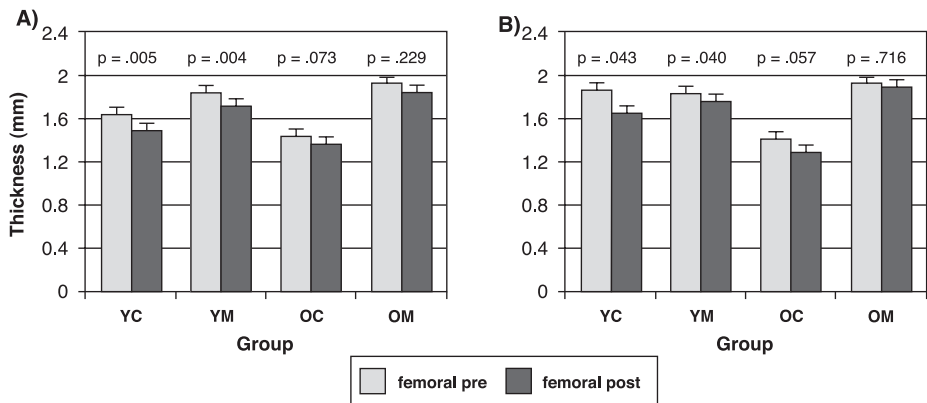 A)
2.4
2
1.6
1.2
0.8
0.4
0
Thickness (mm)
p = .005 p = .004 p = .073 p = .229
YC YM OC OM
Group
B)
2.4
2
1.6
1.2
0.8
0.4
0
p = .043 p = .040 p = .057 p = .716
YC YM OC OM
Group
femoral pre femoral post